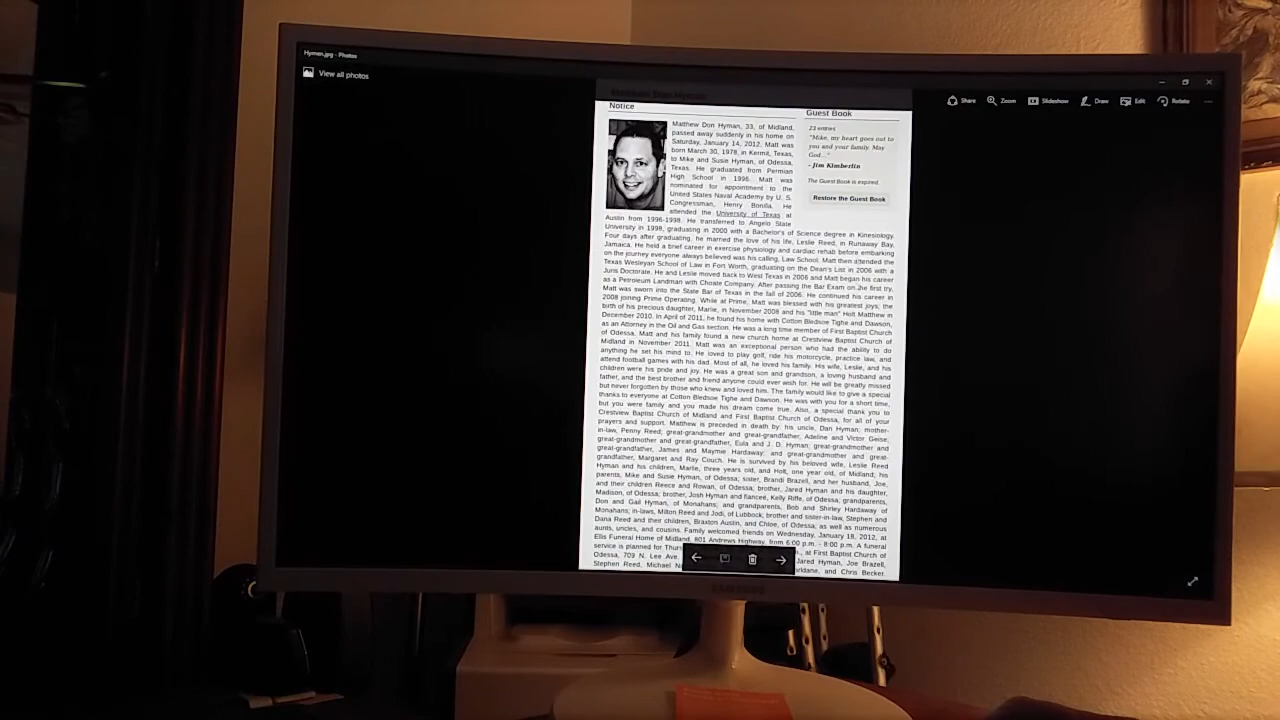 Hymen.jpg - Photos
View all photos
Share
Zoom
Slideshow
Draw
Edit
Rotate
Notice
Matthew Don Hyman, 33, of Midland,
passed away suddenly in his home on
Saturday, January 14, 2012. Matt was
born March 30, 1978, in Kermit, Texas,
to Mike and Susie Hyman, of Odessa,
Texas. He graduated from Permian
High School in 1996. Matt was
nominated for appointment to the
United States Naval Academy by U. S.
Congressman, Henry Bonilla. He
attended the University of Texas at
Austin from 1996-1998. He transferred to Angelo State
University in 1998, graduating in 2000 with a Bachelor's of Science degree in Kinesiology.
Four days after graduating, he married the love of his life, Leslie Reed, in Runaway Bay,
Jamaica. He held a brief career in exercise physiology and cardiac rehab before embarking
on the journey everyone always believed was his calling, Law School. Matt then attended the
Texas Wesleyan School of Law in Fort Worth, graduating on the Dean's List in 2006 with a
Juris Doctorate. He and Leslie moved back to West Texas in 2006 and Matt began his career
as a Petroleum Landman with Choate Company. After passing the Bar Exam on the first try,
Matt was sworn into the State Bar of Texas in the fall of 2006. He continued his career in
2008 joining Prime Operating. While at Prime, Matt was blessed with his greatest joys; the
birth of his precious daughter, Marlie, in November 2008 and his "little man" Holt Matthew in
December 2010. In April of 2011, he found his home with Cotton Bledsoe Tighe and Dawson,
as an Attorney in the Oil and Gas section. He was a long time member of First Baptist Church
of Odessa, Matt and his family found a new church home at Crestview Baptist Church of
Midland in November 2011. Matt was an exceptional person who had the ability to do
anything he set his mind to. He loved to play golf, ride his motorcycle, practice law, and
attend football games with his dad. Most of all, he loved his family. His wife, Leslie, and his
children were his pride and joy. He was a great son and grandson, a loving husband and
father, and the best brother and friend anyone could ever wish for. He will be greatly missed
but never forgotten by those who knew and loved him. The family would like to give a special
thanks to everyone at Cotton Bledsoe Tighe and Dawson. He was with you for a short time,
but you were family and you made his dream come true. Also, a special thank you to
Crestview Baptist Church of Midland and First Baptist Church of Odessa, for all of your
prayers and support. Matthew is preceded in death by: his uncle, Dan Hyman; mother-
in-law, Penny Reed; great-grandmother and great-grandfather, Adeline and Victor Geise;
great-grandmother and great-grandfather, Eula and J. D. Hyman; great-grandmother and
great-grandfather, James and Maymie Hardaway; and great-grandmother and great-
grandfather, Margaret and Ray Couch. He is survived by his beloved wife, Leslie Reed
Hyman and his children, Marlie, three years old, and Holt, one year old, of Midland; his
parents, Mike and Susie Hyman, of Odessa; sister, Brandi Brazell, and her husband, Joe,
and their children Reece and Rowan, of Odessa; brother, Jared Hyman and his daughter,
Madison, of Odessa; brother, Josh Hyman and fianceé, Kelly Riffe, of Odessa; grandparents,
Don and Gail Hyman, of Monahans; and grandparents, Bob and Shirley Hardaway of
Monahans; in-laws, Milton Reed and Jodi, of Lubbock; brother and sister-in-law, Stephen and
Dana Reed and their children, Braxton Austin, and Chloe, of Odessa, as well as numerous
aunts, uncles, and cousins. Family welcomed friends on Wednesday, January 18, 2012, at
Ellis Funeral Home of Midland, 801 Andrews Highway, from 6:00 p.m. - 8:00 p.m. A funeral
service is planned for Thurs at First Baptist Church of
Odessa, 709 N. Lee Ave. Jared Hyman, Joe Brazell,
Stephen Reed, Michael and Chris Becker.
Guest Book
23 entries
"Mike, my heart goes out to
you and your family. May
God..."
- Jim Kimberlin
The Guest Book is expired.
Restore the Guest Book
SAMSUNG